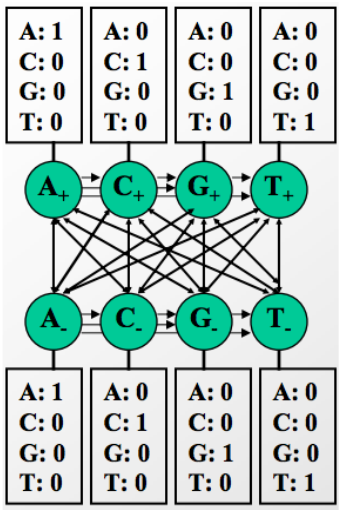 A: 1 A: 0 A: 0 A: 0
C: 0 C: 1 C: 0 C: 0
G: 0 G: 0 G: 1 G: 0
T: 0 T: 0 T: 0 T: 1
A+ C+ G+ T+
A- C- G- T-
A: 1 A: 0 A: 0 A: 0
C: 0 C: 1 C: 0 C: 0
G: 0 G: 0 G: 1 G: 0
T: 0 T: 0 T: 0 T: 1